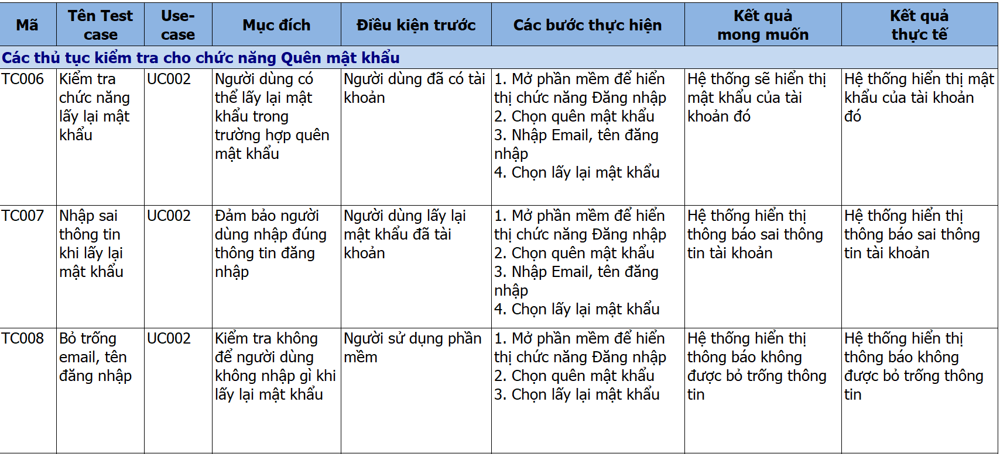 Mã
Tên Test
case
Use-
case
Mục đích
Điều kiện trước
Các bước thực hiện
Kết quả
mong muốn
Kết quả
thực tế
Các thủ tục kiểm tra cho chức năng Quên mật khẩu
TC006
Kiểm tra
chức năng
lấy lại mật
khẩu
UC002
Người dùng có
thể lấy lại mật
khẩu trong
trường hợp quên
mật khẩu
Người dùng đã có tài
khoản
1. Mở phần mềm để hiển
thị chức năng Đăng nhập
2. Chọn quên mật khẩu
3. Nhập Email, tên đăng
nhập
4. Chọn lấy lại mật khẩu
Hệ thống sẽ hiển thị
mật khẩu của tài
khoản đó
Hệ thống hiển thị mật
khẩu của tài khoản
đó
TC007
Nhập sai
thông tin
khi lấy lại
mật khẩu
UC002
Đảm bảo người
dùng nhập đúng
thông tin đăng
nhập
Người dùng lấy lại
mật khẩu đã tài
khoản
1. Mở phần mềm để hiển
thị chức năng Đăng nhập
2. Chọn quên mật khẩu
3. Nhập Email, tên đăng
nhập
4. Chọn lấy lại mật khẩu
Hệ thống hiển thị
thông báo sai thông
tin tài khoản
Hệ thống hiển thị
thông báo sai thông
tin tài khoản
TC008
Bỏ trống
email, tên
đăng nhập
UC002
Kiểm tra không
để người dùng
không nhập gì khi
lấy lại mật khẩu
Người sử dụng phần
mềm
1. Mở phần mềm để hiển
thị chức năng Đăng nhập
2. Chọn quên mật khẩu
3. Chọn lấy lại mật khẩu
Hệ thống hiển thị
thông báo không
được bỏ trống thông
tin
Hệ thống hiển thị
thông báo không
được bỏ trống thông
tin